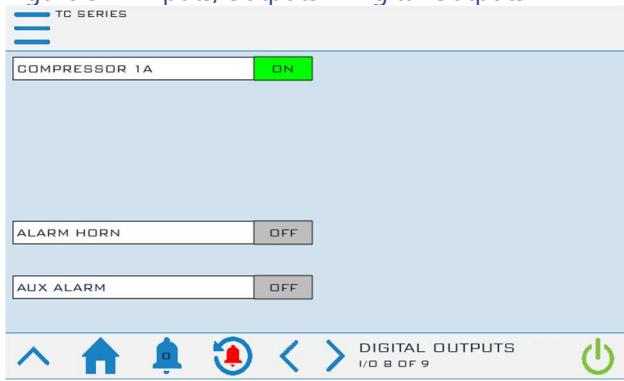 TC SERIES
COMPRESSOR 1A ON
ALARM HORN OFF
AUX ALARM OFF
0
DIGITAL OUTPUTS
I/O 8 OF 9